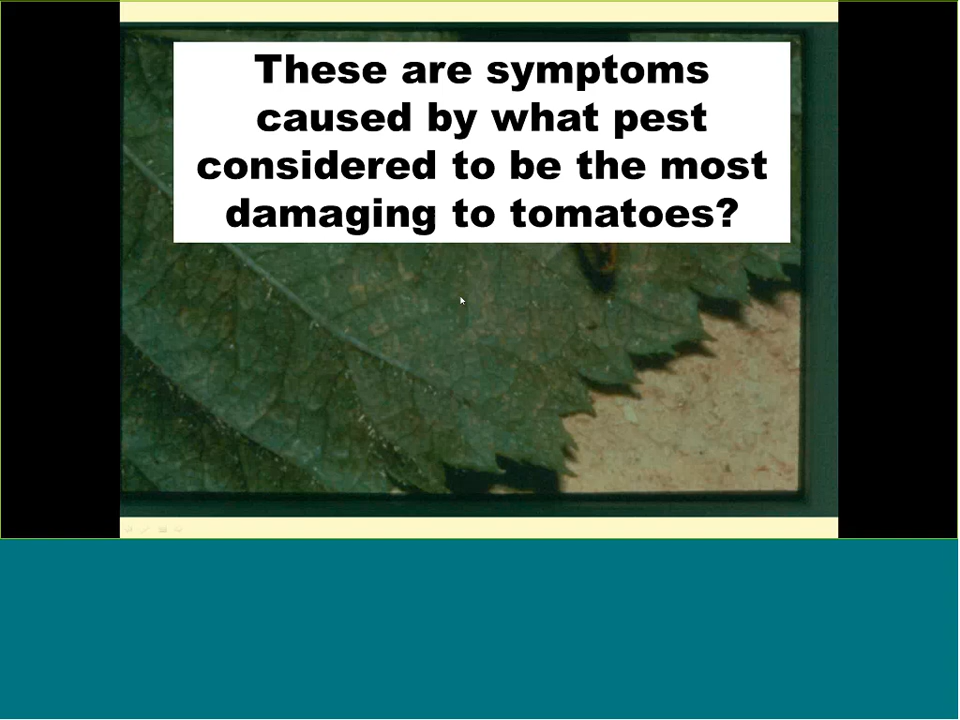 These are symptoms
caused by what pest
considered to be the most
damaging to tomatoes?